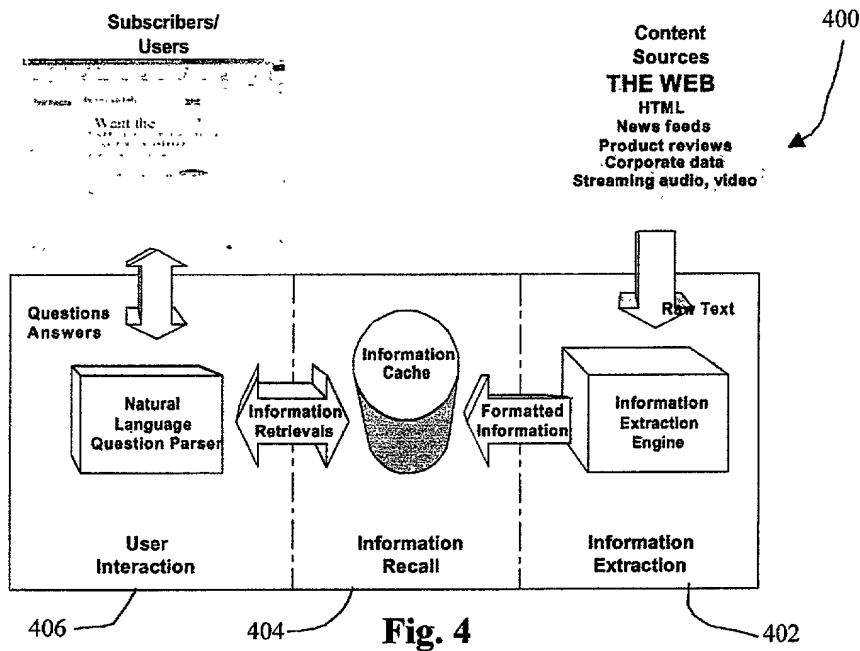 Subscribers/
Users
Want the
Content
Sources
THE WEB
HTML
News feeds
Product reviews
Corporate data
Streaming audio, video
400
Questions
Answers
Raw Text
Natural
Language
Question Parser
Information
Retrievals
Information
Cache
Formatted
Information
Information
Extraction
Engine
User
Interaction
Information
Recall
Information
Extraction
406
404
Fig. 4
402